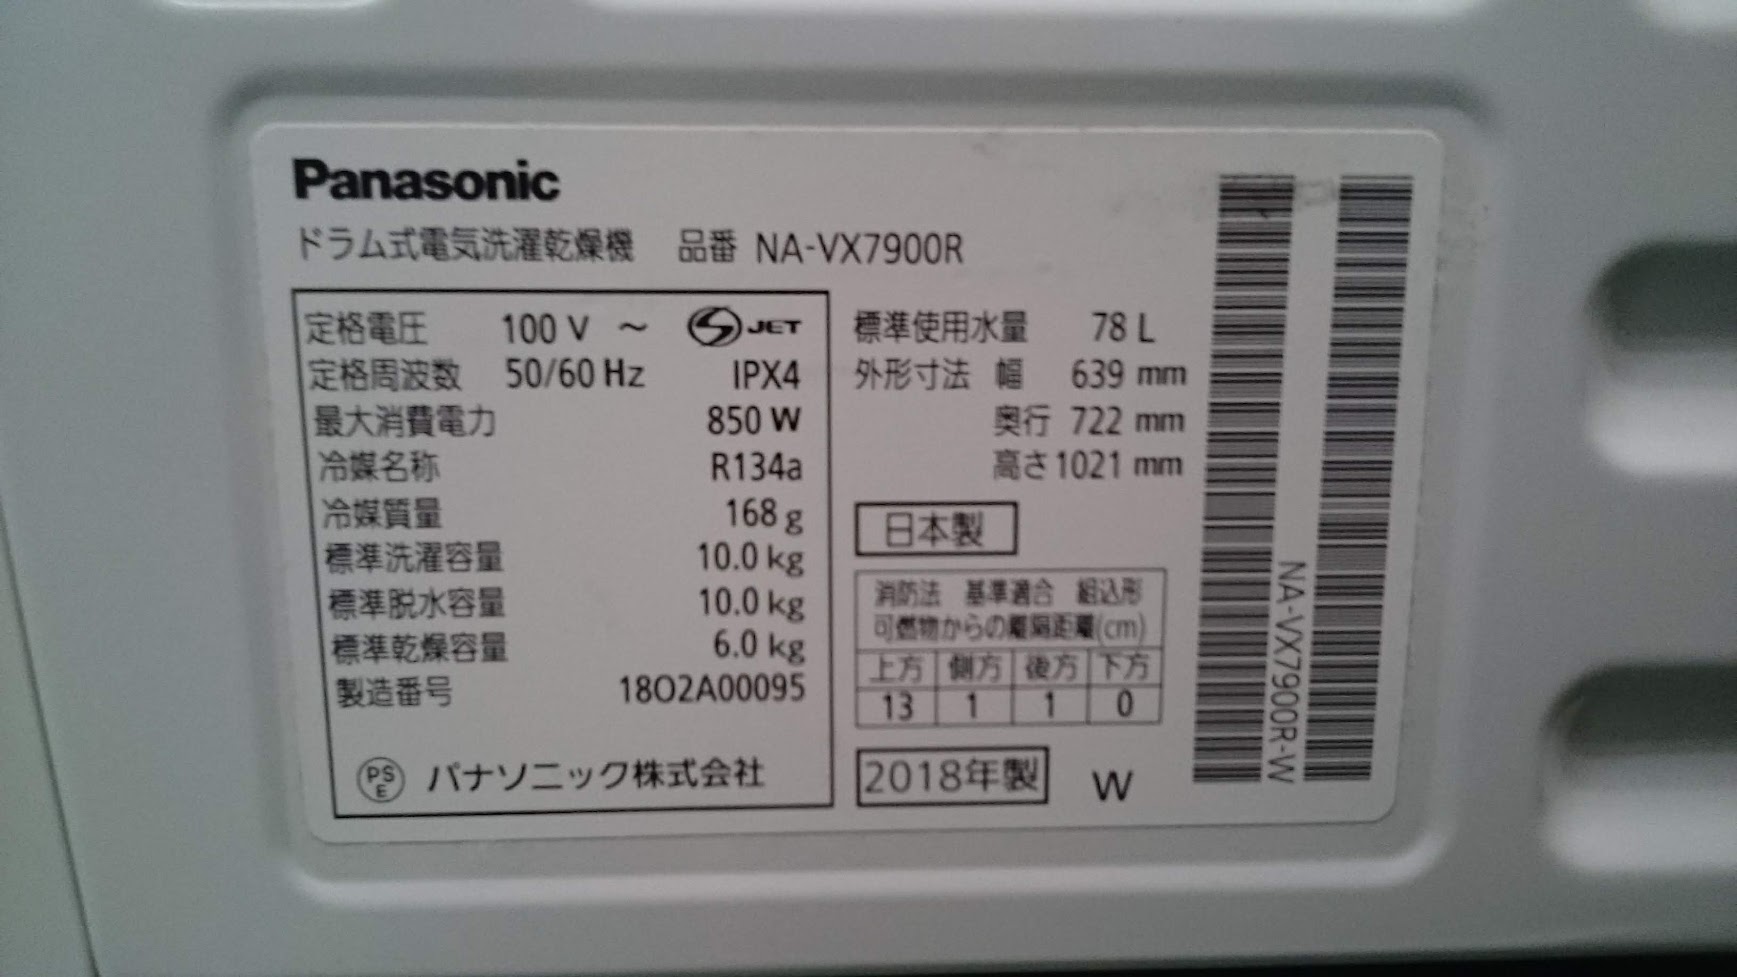 Panasonic
ドラム式電気洗濯乾燥機 品番 NA-VX7900R
定格電圧 100 V ～ S JET
定格周波数 50/60 Hz IPX4
最大消費電力 850 W
冷媒名称 R134a
冷媒質量 168 g
標準洗濯容量 10.0 kg
標準脱水容量 10.0 kg
標準乾燥容量 6.0 kg
製造番号 18O2A00095
PS E パナソニック株式会社
標準使用水量 78 L
外形寸法 幅 639 mm
奥行 722 mm
高さ 1021 mm
日本製
消防法 基準適合 組込形
可燃物からの離隔距離(cm)
上方 側方 後方 下方
13 1 1 0
2018年製 W
NA-VX7900R-W